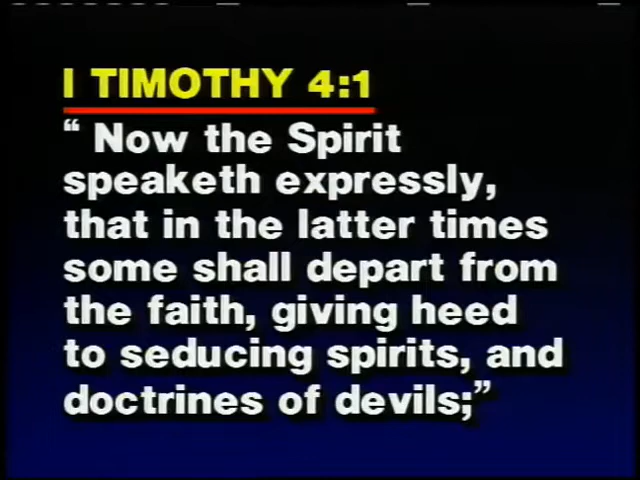 I TIMOTHY 4:1
“ Now the Spirit
speaketh expressly,
that in the latter times
some shall depart from
the faith, giving heed
to seducing spirits, and
doctrines of devils;”